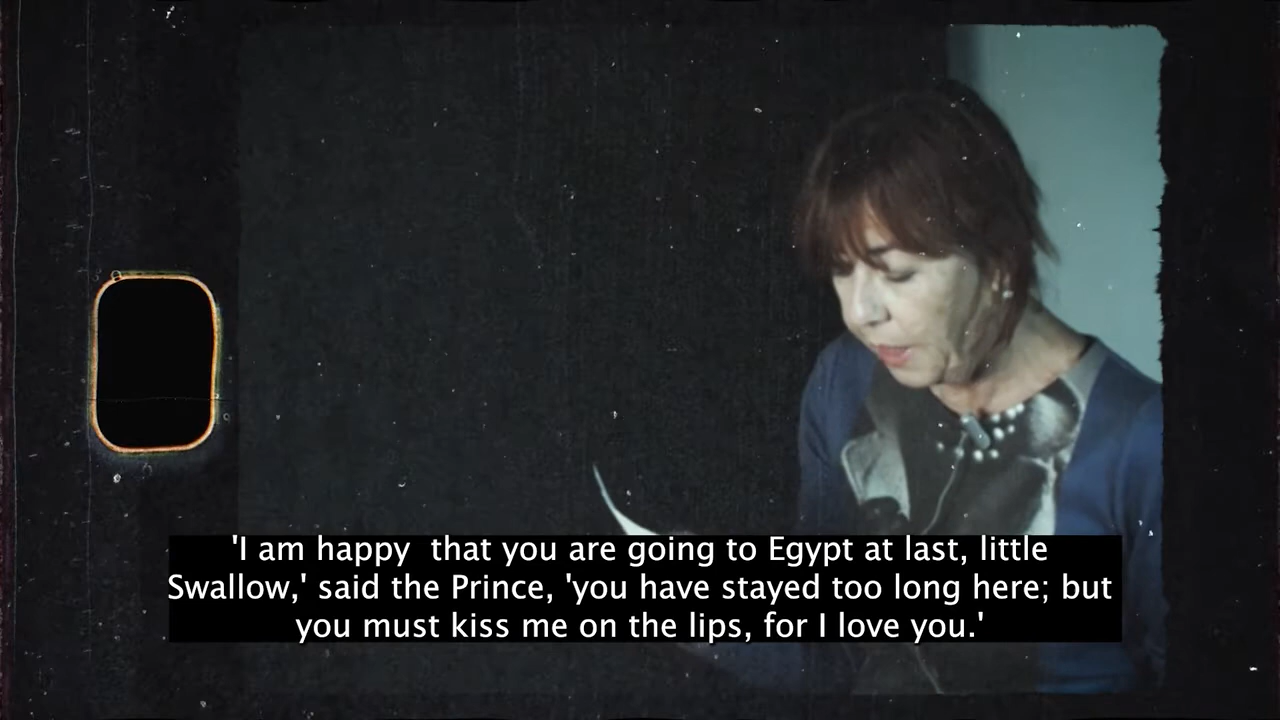 'I am happy  that you are going to Egypt at last, little
Swallow,' said the Prince, 'you have stayed too long here; but
you must kiss me on the lips, for I love you.'